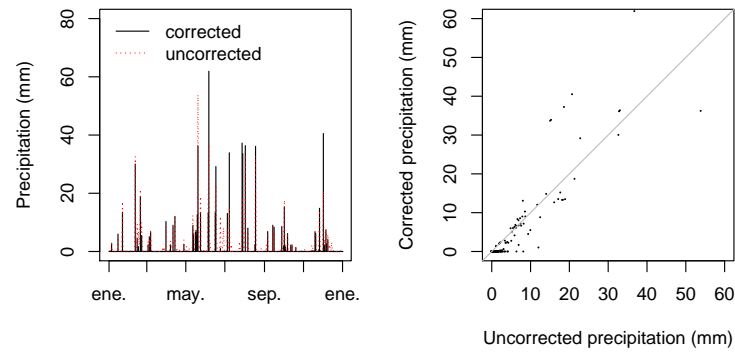 Precipitation (mm)
80
60
40
20
0
corrected
uncorrected
ene.
may.
sep.
ene.
Corrected precipitation (mm)
60
50
40
30
20
10
0
0
10
20
30
40
50
60
Uncorrected precipitation (mm)